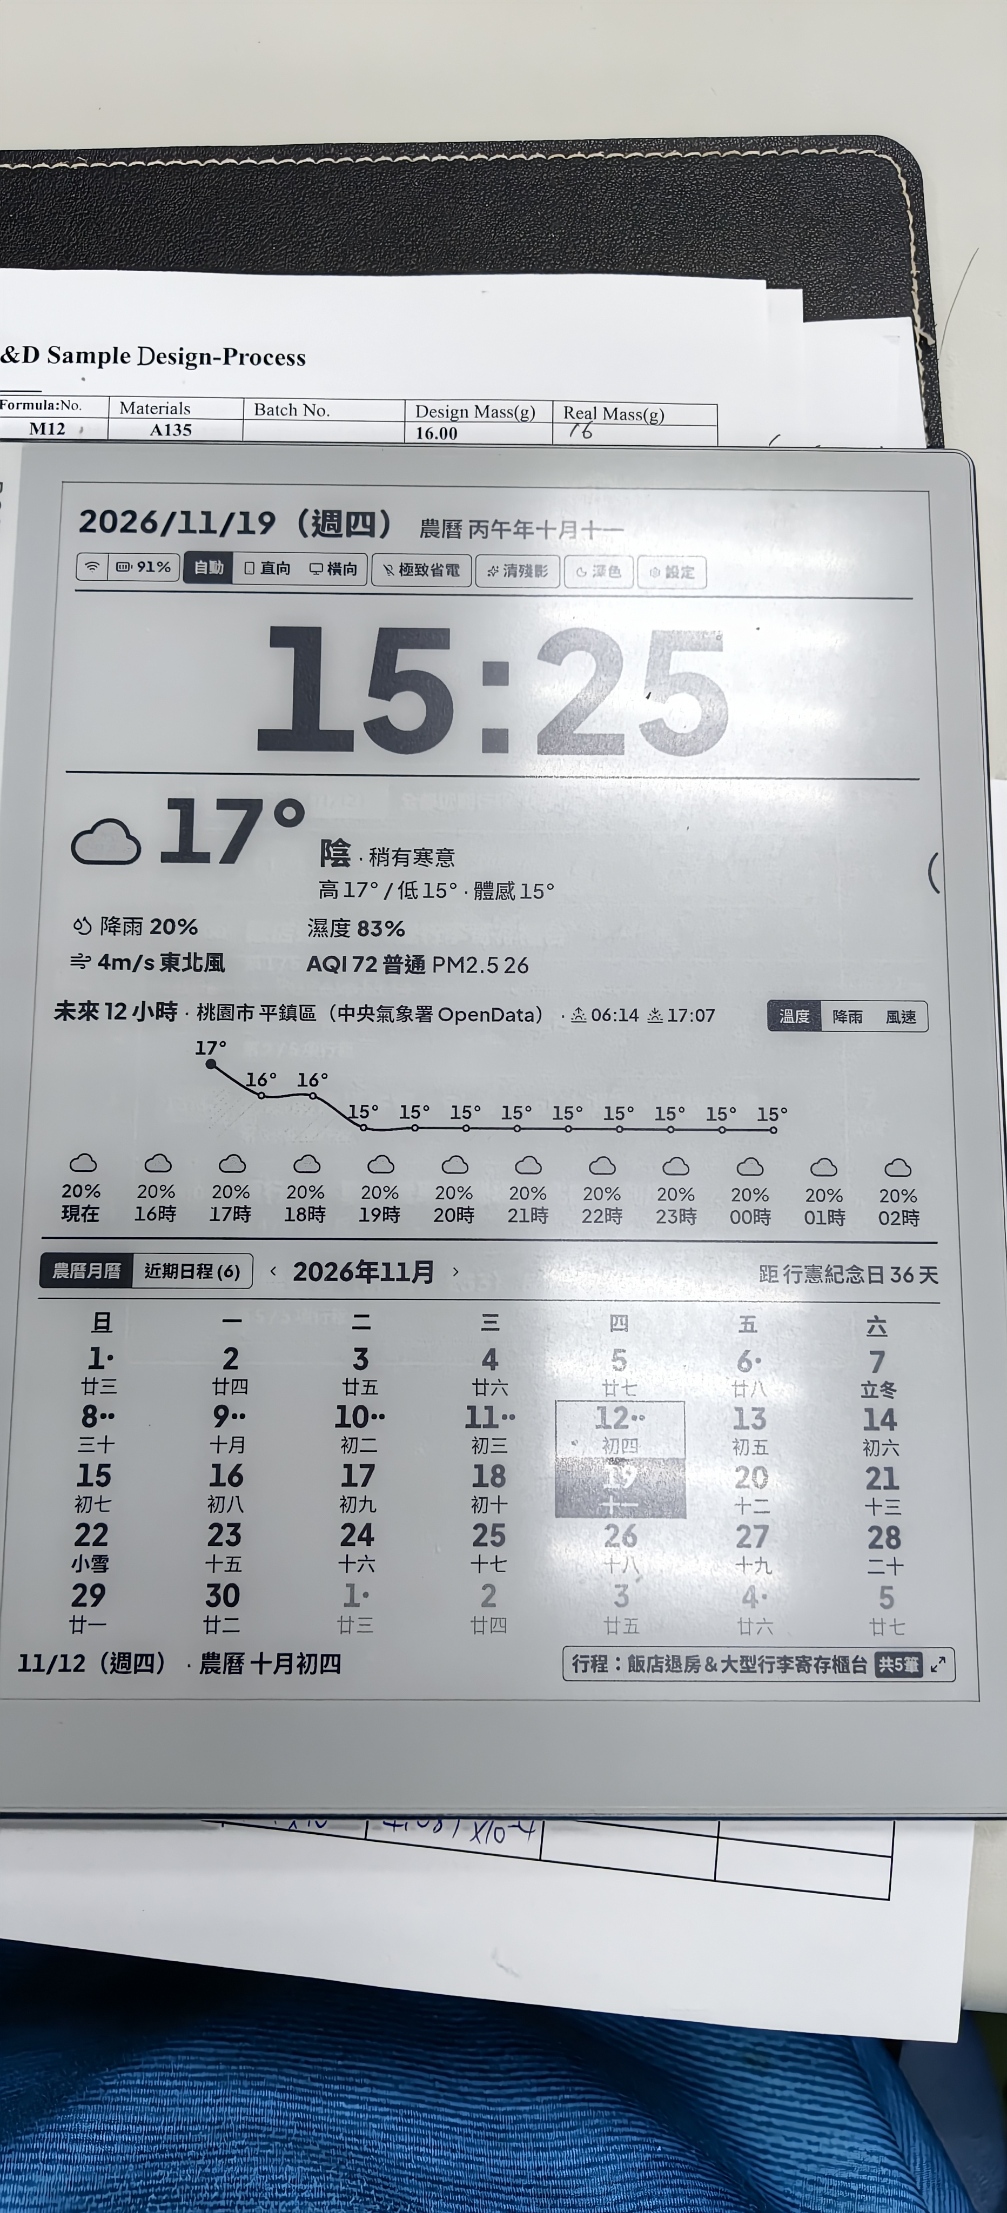 &D Sample Design-Process
Formula:No. Materials Batch No. Design Mass(g) Real Mass(g)
M12 A135 16.00 16
2026/11/19（週四） 農曆 丙午年十月十一
91% 自動 直向 橫向 極致省電 清殘影 深色 設定
15:25
17°
陰 · 稍有寒意
高 17° / 低 15° · 體感 15°
降雨 20% 濕度 83%
4m/s 東北風 AQI 72 普通 PM2.5 26
未來 12 小時 · 桃園市 平鎮區（中央氣象署 OpenData） · 06:14 17:07 溫度 降雨 風速
17° 16° 16° 15° 15° 15° 15° 15° 15° 15° 15° 15°
20% 20% 20% 20% 20% 20% 20% 20% 20% 20% 20% 20%
現在 16時 17時 18時 19時 20時 21時 22時 23時 00時 01時 02時
農曆月曆 近期日程 (6) ‹ 2026年11月 › 距 行憲紀念日 36 天
日 一 二 三 四 五 六
1• 2 3 4 5 6• 7
廿三 廿四 廿五 廿六 廿七 廿八 立冬
8•• 9•• 10•• 11•• 12•• 13 14
三十 十月 初二 初三 初四 初五 初六
15 16 17 18 19 20 21
初七 初八 初九 初十 十一 十二 十三
22 23 24 25 26 27 28
小雪 十五 十六 十七 十八 十九 二十
29 30 1• 2 3 4• 5
廿一 廿二 廿三 廿四 廿五 廿六 廿七
11/12（週四） · 農曆 十月初四 行程：飯店退房＆大型行李寄存櫃台 共5筆